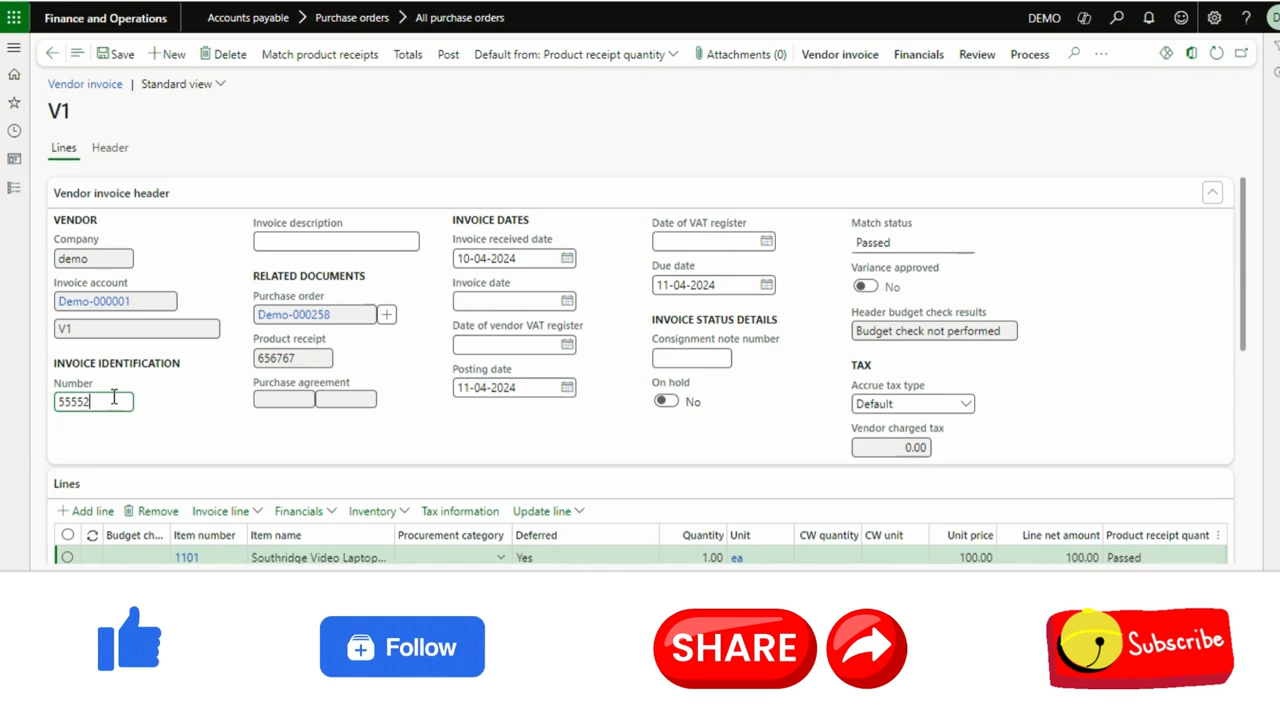 Finance and Operations Accounts payable Purchase orders All purchase orders DEMO
Save New Delete Match product receipts Totals Post Default from: Product receipt quantity Attachments (0) Vendor invoice Financials Review Process ...
Vendor invoice | Standard view
V1
Lines Header
Vendor invoice header
VENDOR
Company
demo
Invoice account
Demo-000001
V1
INVOICE IDENTIFICATION
Number
55552
Invoice description
RELATED DOCUMENTS
Purchase order
Demo-000258
Product receipt
656767
Purchase agreement
INVOICE DATES
Invoice received date
10-04-2024
Invoice date
Date of vendor VAT register
Posting date
11-04-2024
Date of VAT register
Due date
11-04-2024
INVOICE STATUS DETAILS
Consignment note number
On hold
No
Match status
Passed
Variance approved
No
Header budget check results
Budget check not performed
TAX
Accrue tax type
Default
Vendor charged tax
0.00
Lines
Add line Remove Invoice line Financials Inventory Tax information Update line
Budget ch... Item number Item name Procurement category Deferred Quantity Unit CW quantity CW unit Unit price Line net amount Product receipt quant
1101 Southridge Video Laptop... Yes 1.00 ea 100.00 100.00 Passed
Follow
SHARE
Subscribe